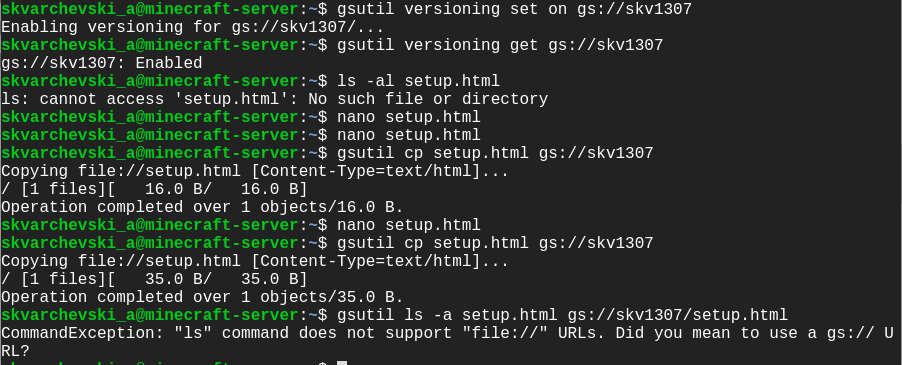 skvarchevski_a@minecraft-server:~$ gsutil versioning set on gs://skv1307
Enabling versioning for gs://skv1307/...
skvarchevski_a@minecraft-server:~$ gsutil versioning get gs://skv1307
gs://skv1307: Enabled
skvarchevski_a@minecraft-server:~$ ls -al setup.html
ls: cannot access 'setup.html': No such file or directory
skvarchevski_a@minecraft-server:~$ nano setup.html
skvarchevski_a@minecraft-server:~$ nano setup.html
skvarchevski_a@minecraft-server:~$ gsutil cp setup.html gs://skv1307
Copying file://setup.html [Content-Type=text/html]...
/ [1 files][   16.0 B/   16.0 B]
Operation completed over 1 objects/16.0 B.
skvarchevski_a@minecraft-server:~$ nano setup.html
skvarchevski_a@minecraft-server:~$ gsutil cp setup.html gs://skv1307
Copying file://setup.html [Content-Type=text/html]...
/ [1 files][   35.0 B/   35.0 B]
Operation completed over 1 objects/35.0 B.
skvarchevski_a@minecraft-server:~$ gsutil ls -a setup.html gs://skv1307/setup.html
CommandException: "ls" command does not support "file://" URLs. Did you mean to use a gs:// U
RL?
skvarchevski_a@minecraft-server:~$